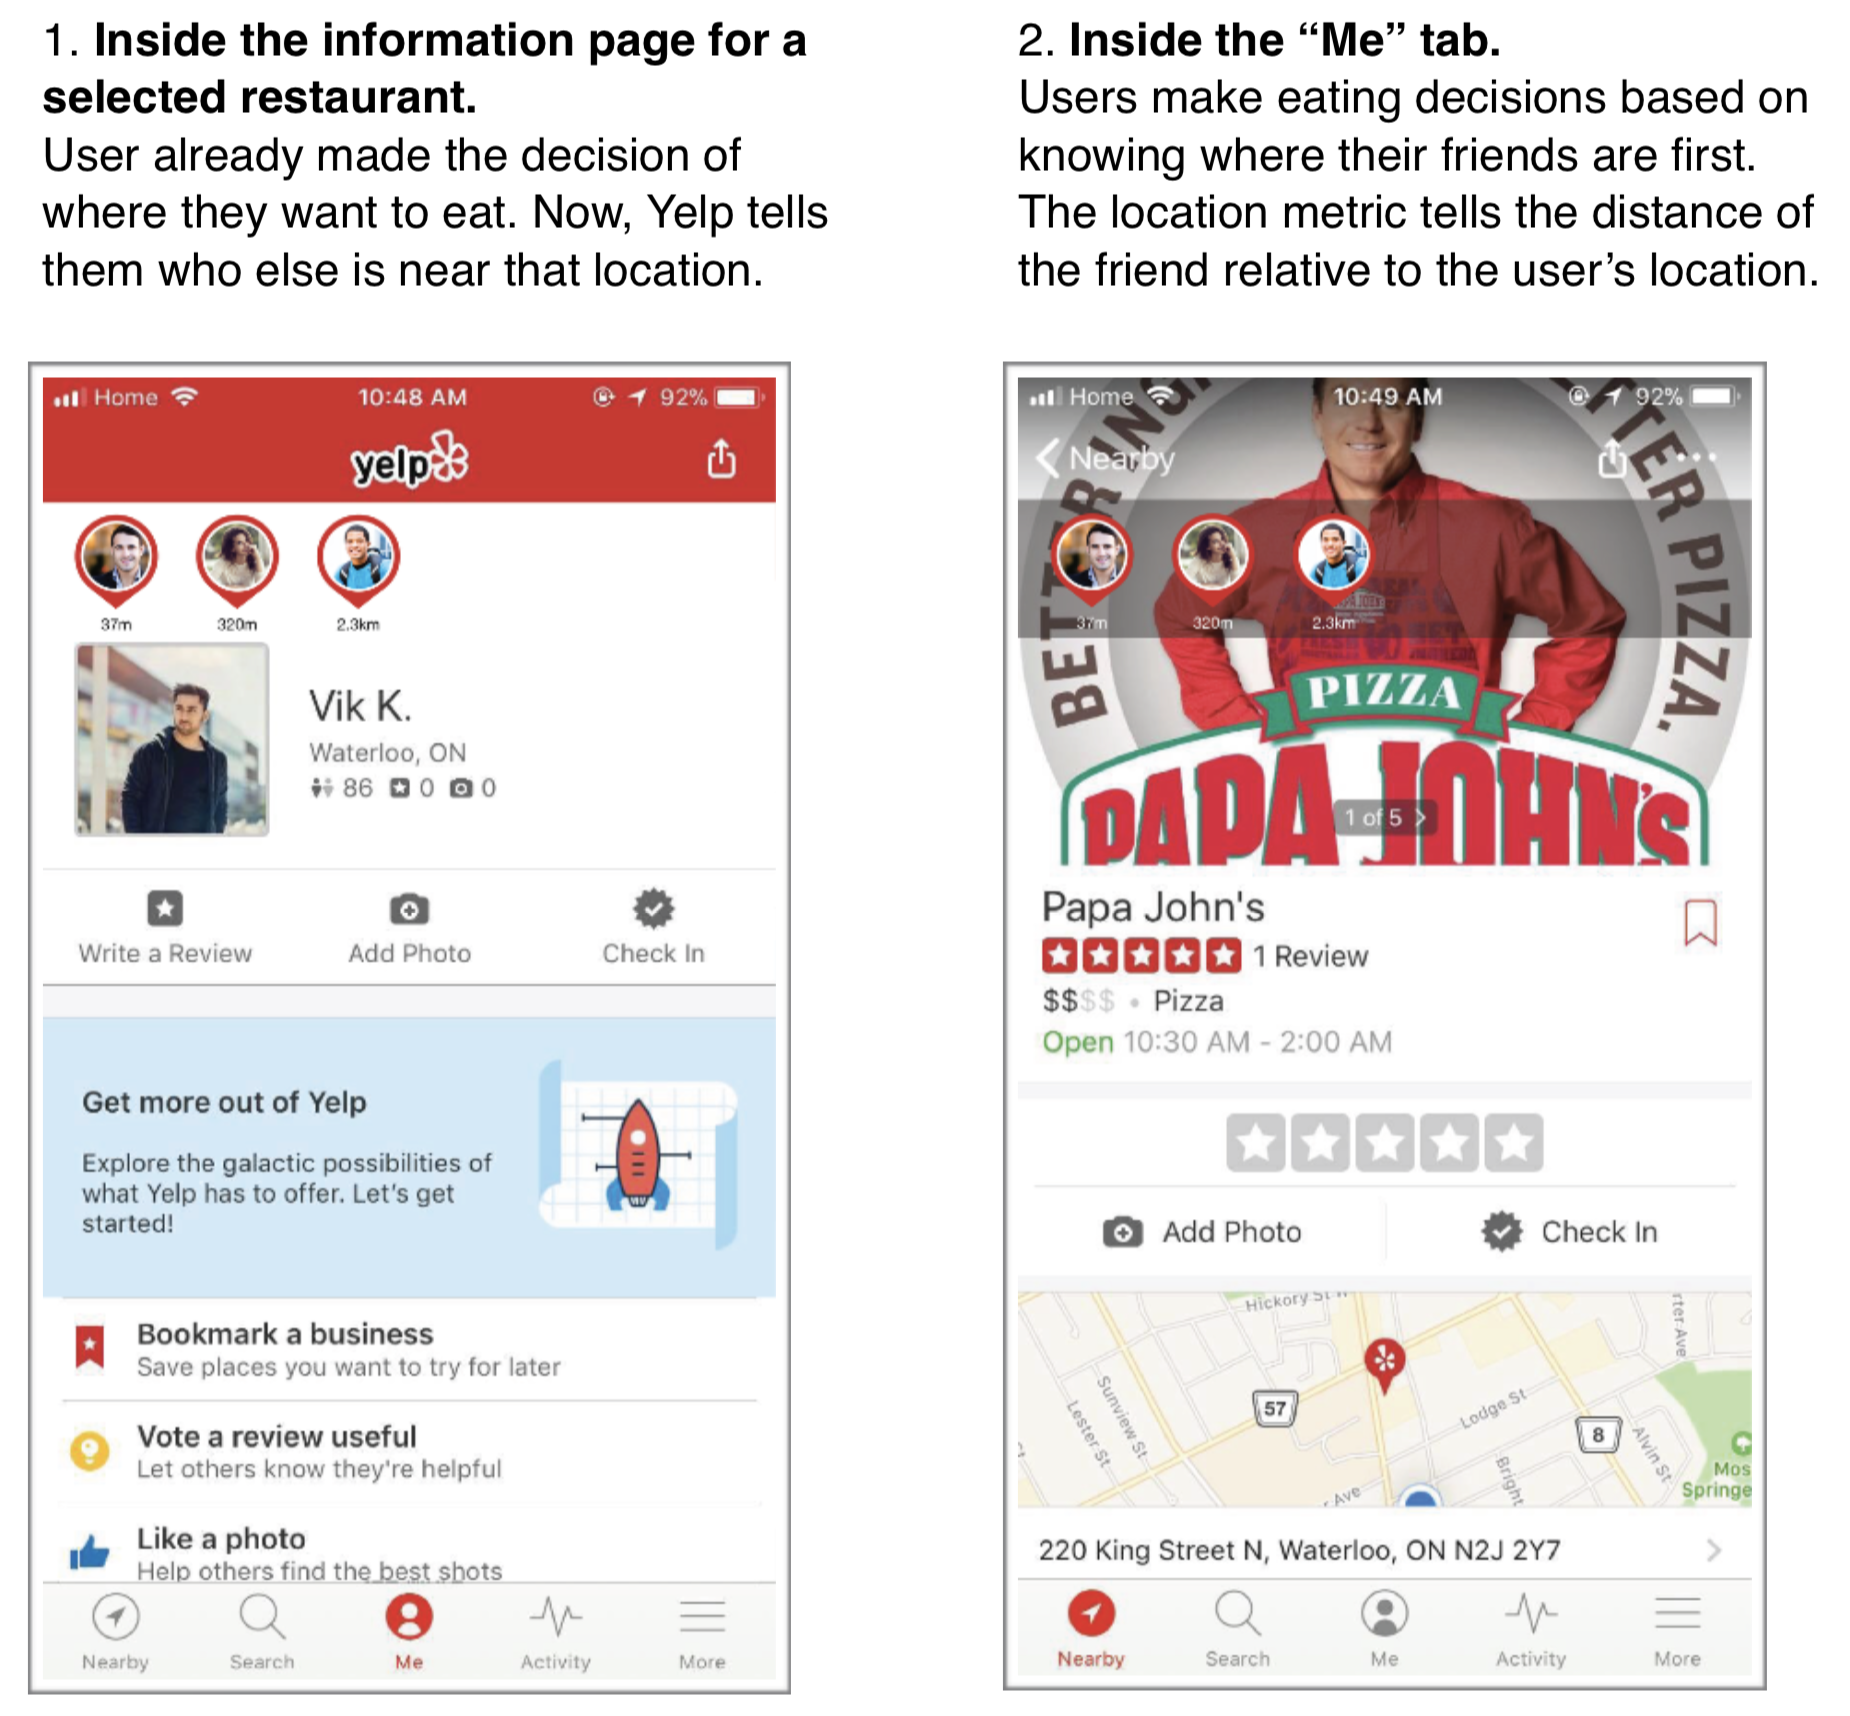 1. Inside the information page for a
selected restaurant.
User already made the decision of
where they want to eat. Now, Yelp tells
them who else is near that location.
2. Inside the “Me” tab.
Users make eating decisions based on
knowing where their friends are first.
The location metric tells the distance of
the friend relative to the user’s location.
Home 10:48 AM 92%
yelp
37m 320m 2.3km
Vik K.
Waterloo, ON
86 0 0
Write a Review Add Photo Check In
Get more out of Yelp
Explore the galactic possibilities of
what Yelp has to offer. Let's get
started!
Bookmark a business
Save places you want to try for later
Vote a review useful
Let others know they're helpful
Like a photo
Help others find the best shots
Nearby Search Me Activity More
Home 10:49 AM 92%
Nearby
37m 320m 2.3km
PIZZA.
PIZZA
PAPA JOHN'S
1 of 5
Papa John's
1 Review
$$$$ • Pizza
Open 10:30 AM - 2:00 AM
Add Photo Check In
Hickory St
Sunview St
Lester St
57
Lodge St
8
Alvin St
Bright
Ave
Mos
Springe
220 King Street N, Waterloo, ON N2J 2Y7
Nearby Search Me Activity More